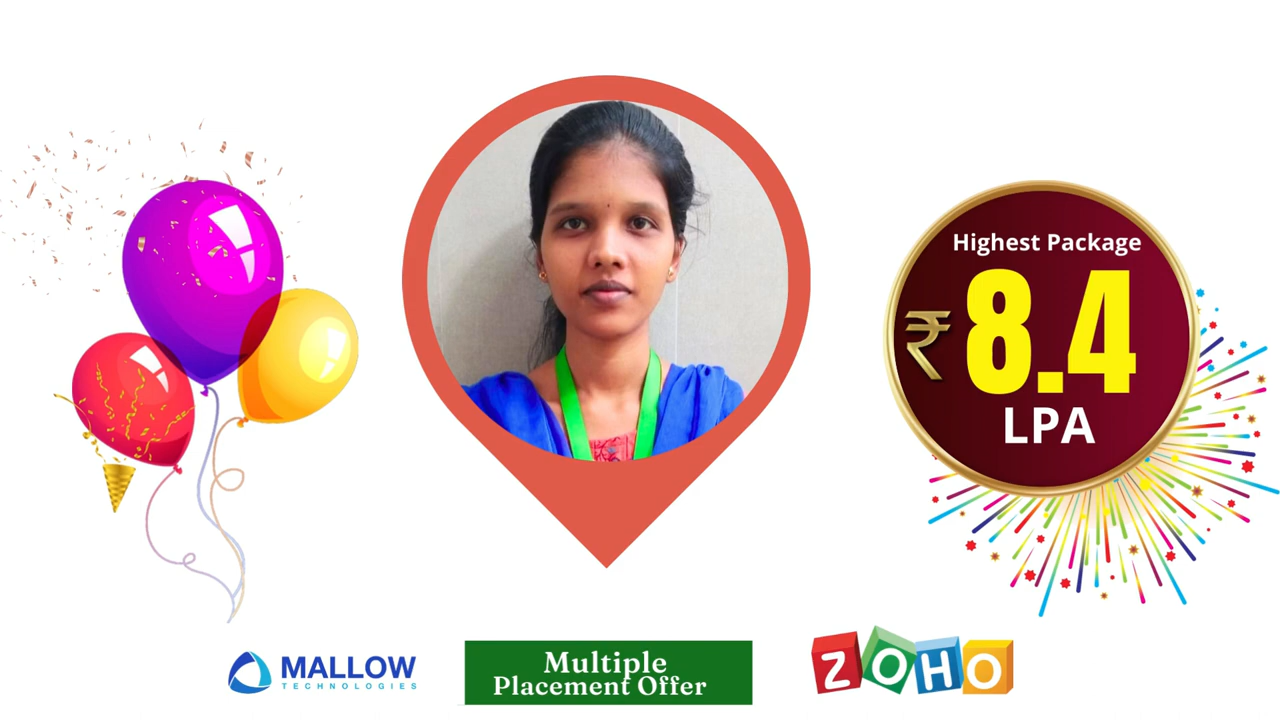 Highest Package
₹ 8.4
LPA
MALLOW
TECHNOLOGIES
Multiple
Placement Offer
ZOHO